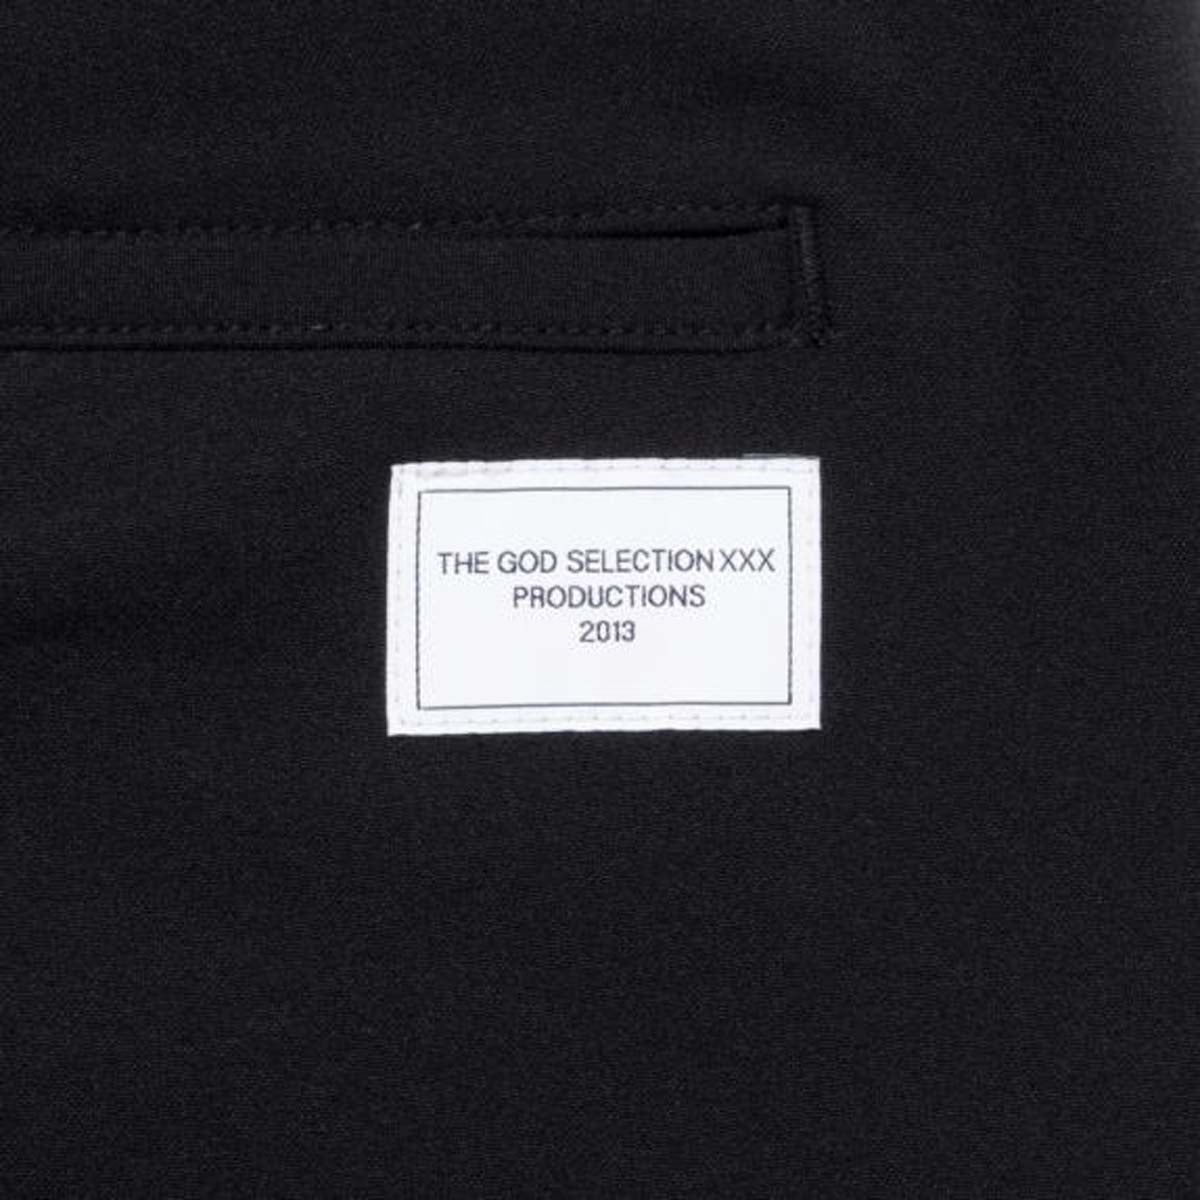 THE GOD SELECTION XXX
PRODUCTIONS
2013